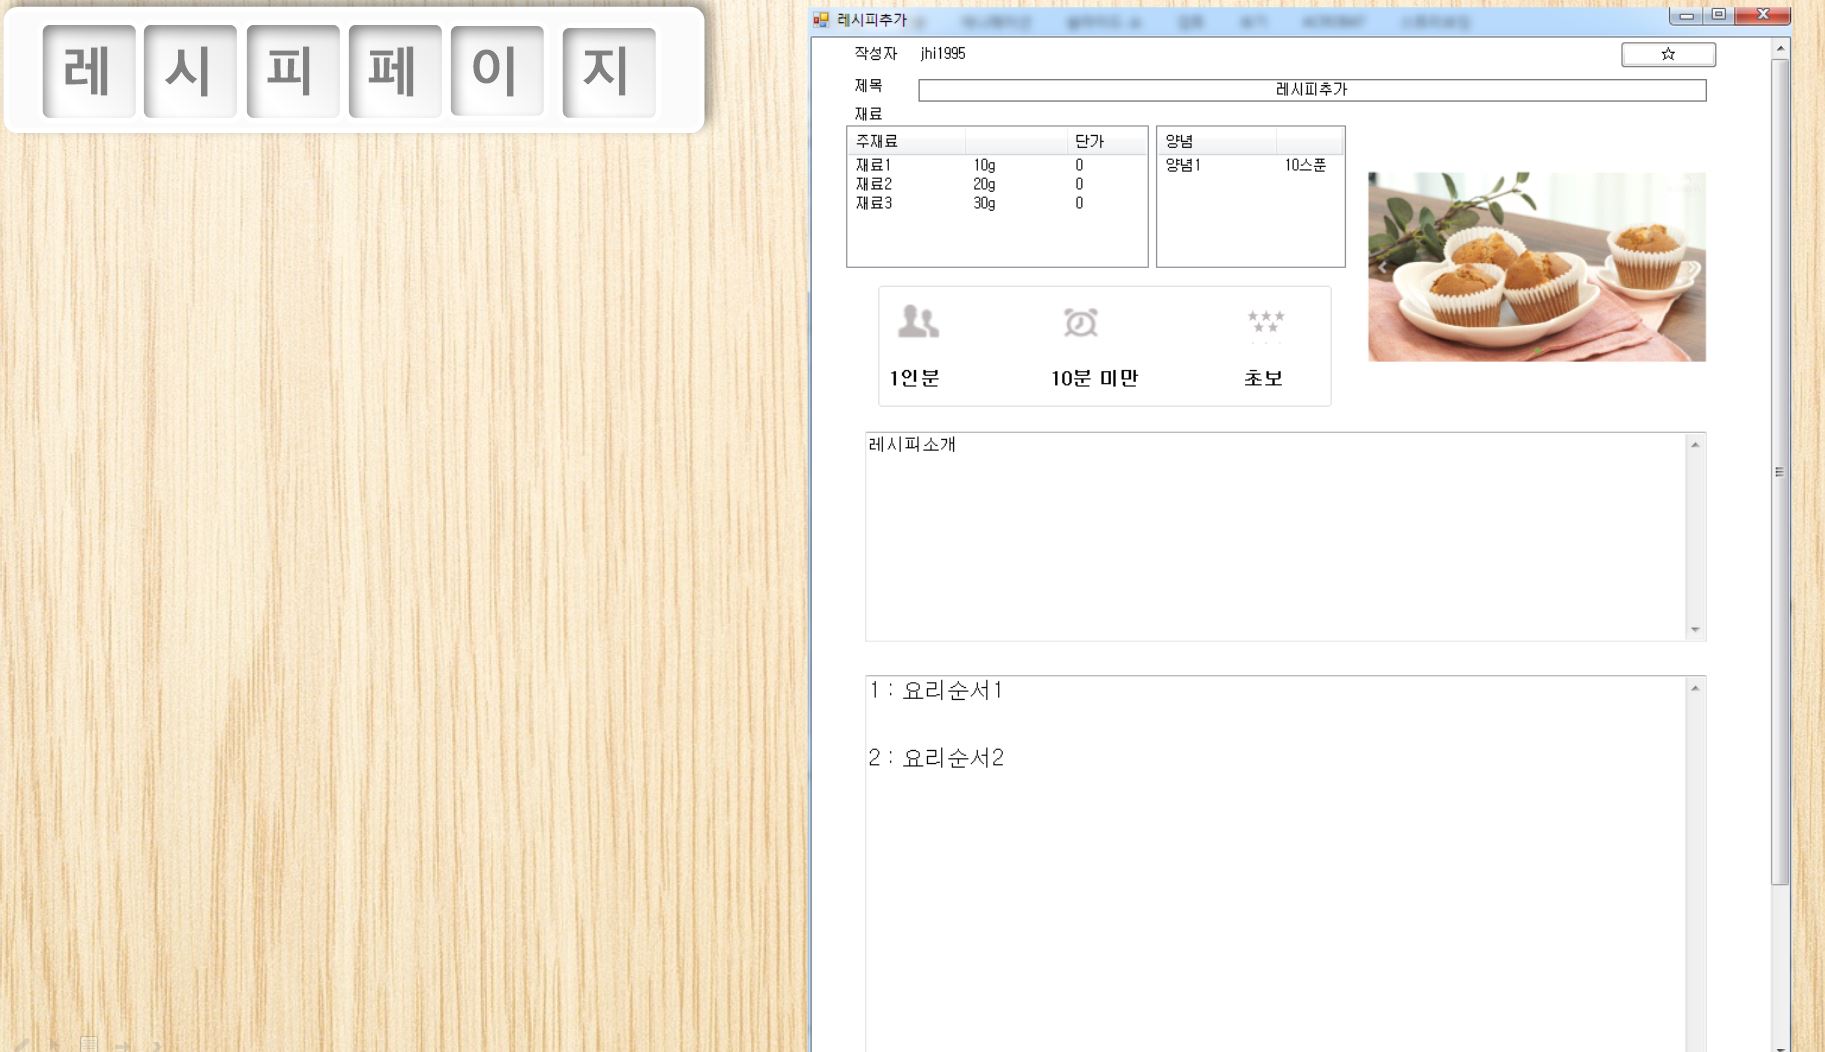 레시피페이지
레시피추가
작성자 jhi1995
☆
제목 레시피추가
재료
주재료 단가
재료1 10g 0
재료2 20g 0
재료3 30g 0
양념
양념1 10스푼
1인분 10분 미만 초보
레시피소개
1 : 요리순서1
2 : 요리순서2